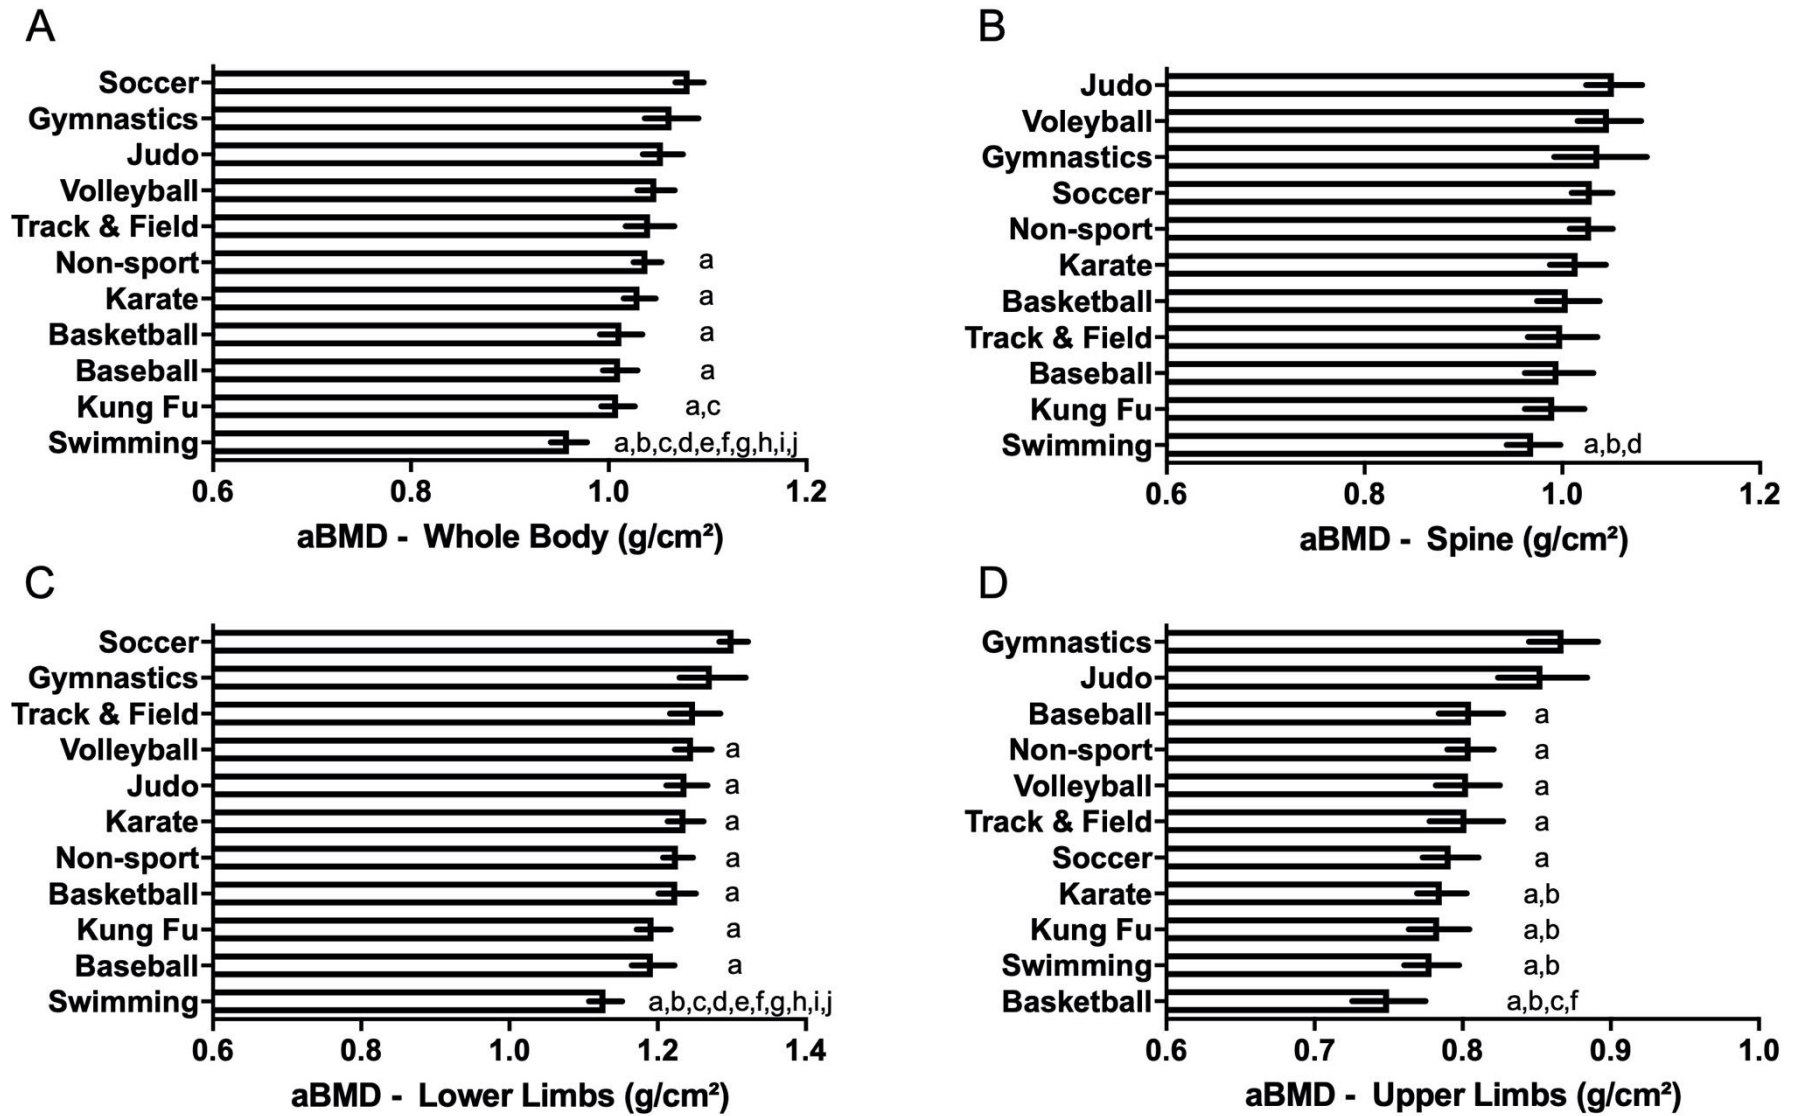 A
Soccer
Gymnastics
Judo
Volleyball
Track & Field
Non-sport a
Karate a
Basketball a
Baseball a
Kung Fu a,c
Swimming a,b,c,d,e,f,g,h,i,j
0.6 0.8 1.0 1.2
aBMD - Whole Body (g/cm²)
B
Judo
Voleyball
Gymnastics
Soccer
Non-sport
Karate
Basketball
Track & Field
Baseball
Kung Fu
Swimming a,b,d
0.6 0.8 1.0 1.2
aBMD - Spine (g/cm²)
C
Soccer
Gymnastics
Track & Field
Volleyball a
Judo a
Karate a
Non-sport a
Basketball a
Kung Fu a
Baseball a
Swimming a,b,c,d,e,f,g,h,i,j
0.6 0.8 1.0 1.2 1.4
aBMD - Lower Limbs (g/cm²)
D
Gymnastics
Judo
Baseball a
Non-sport a
Volleyball a
Track & Field a
Soccer a
Karate a,b
Kung Fu a,b
Swimming a,b
Basketball a,b,c,f
0.6 0.7 0.8 0.9 1.0
aBMD - Upper Limbs (g/cm²)